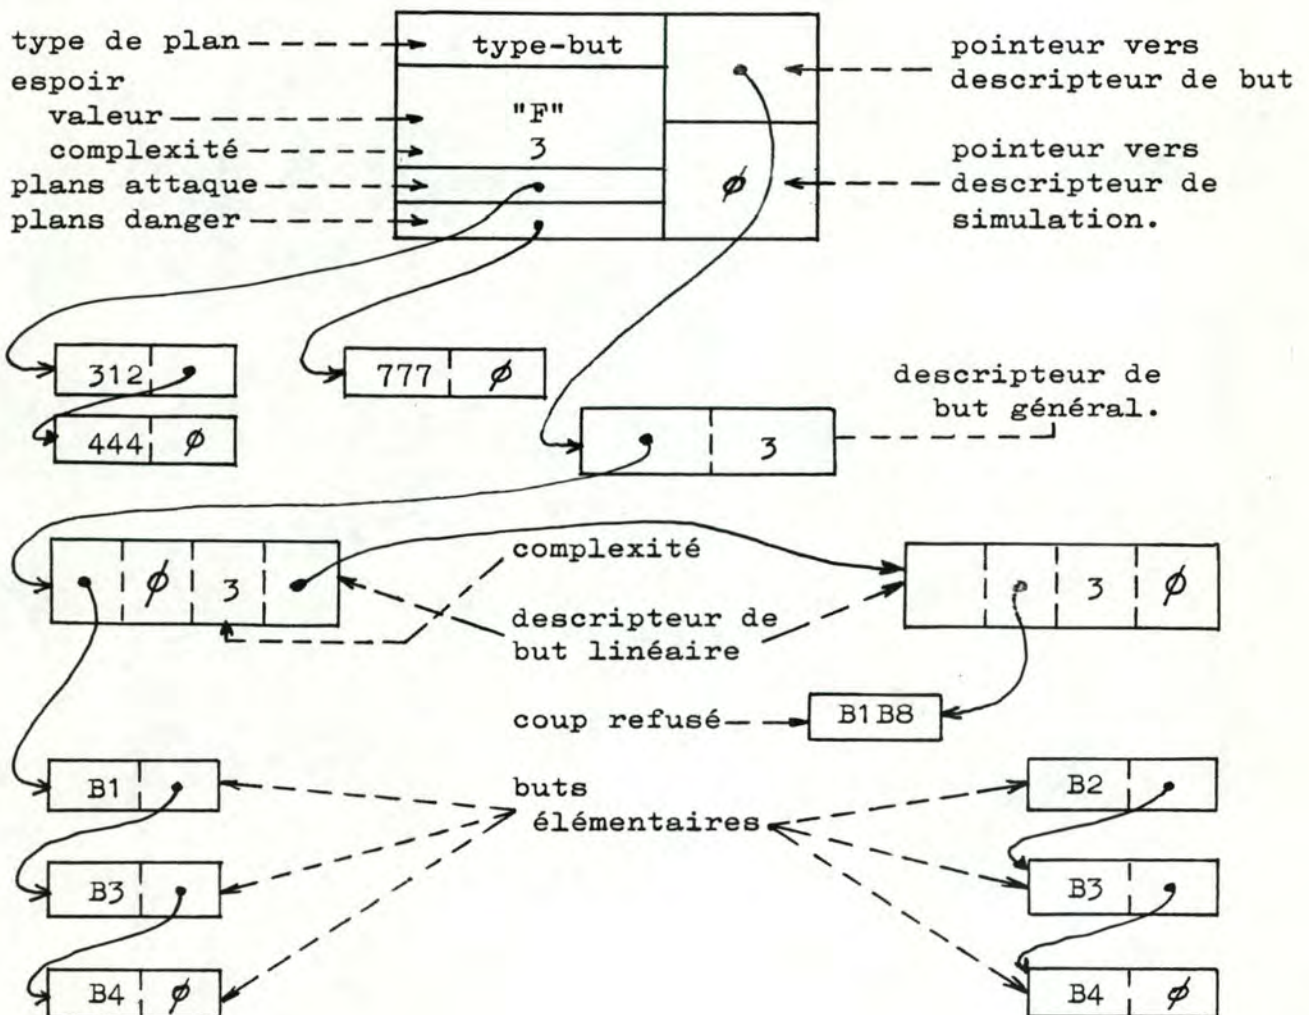 type de plan
type-but
pointeur vers
descripteur de but
espoir
valeur
"F"
complexité
3
pointeur vers
descripteur de
simulation.
ϕ
plans attaque
plans danger
312
444 ϕ
777 ϕ
descripteur de
but général.
3
ϕ 3
complexité
descripteur de
but linéaire
3 ϕ
coup refusé
B1B8
buts
élémentaires
B1
B3
B4 ϕ
B2
B3
B4 ϕ